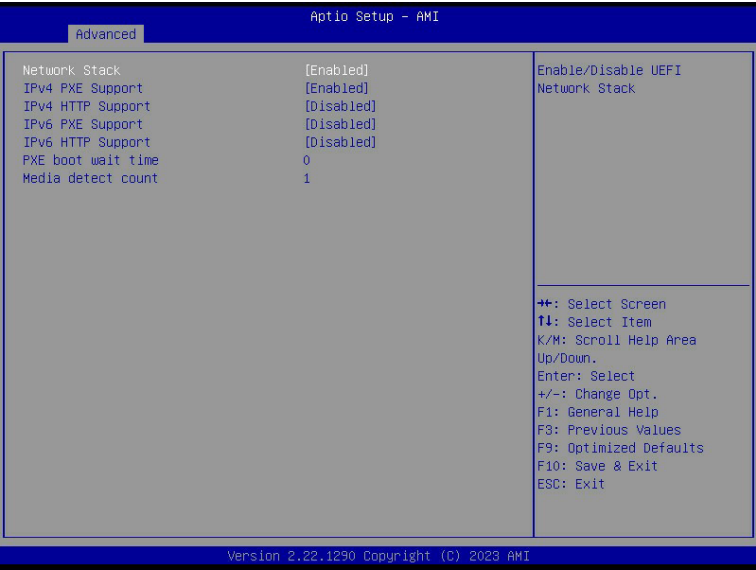 Aptio Setup – AMI
Advanced
Network Stack [Enabled]
IPv4 PXE Support [Enabled]
IPv4 HTTP Support [Disabled]
IPv6 PXE Support [Disabled]
IPv6 HTTP Support [Disabled]
PXE boot wait time 0
Media detect count 1
Enable/Disable UEFI
Network Stack
→←: Select Screen
↑↓: Select Item
K/M: Scroll Help Area
Up/Down.
Enter: Select
+/-: Change Opt.
F1: General Help
F3: Previous Values
F9: Optimized Defaults
F10: Save & Exit
ESC: Exit
Version 2.22.1290 Copyright (C) 2023 AMI